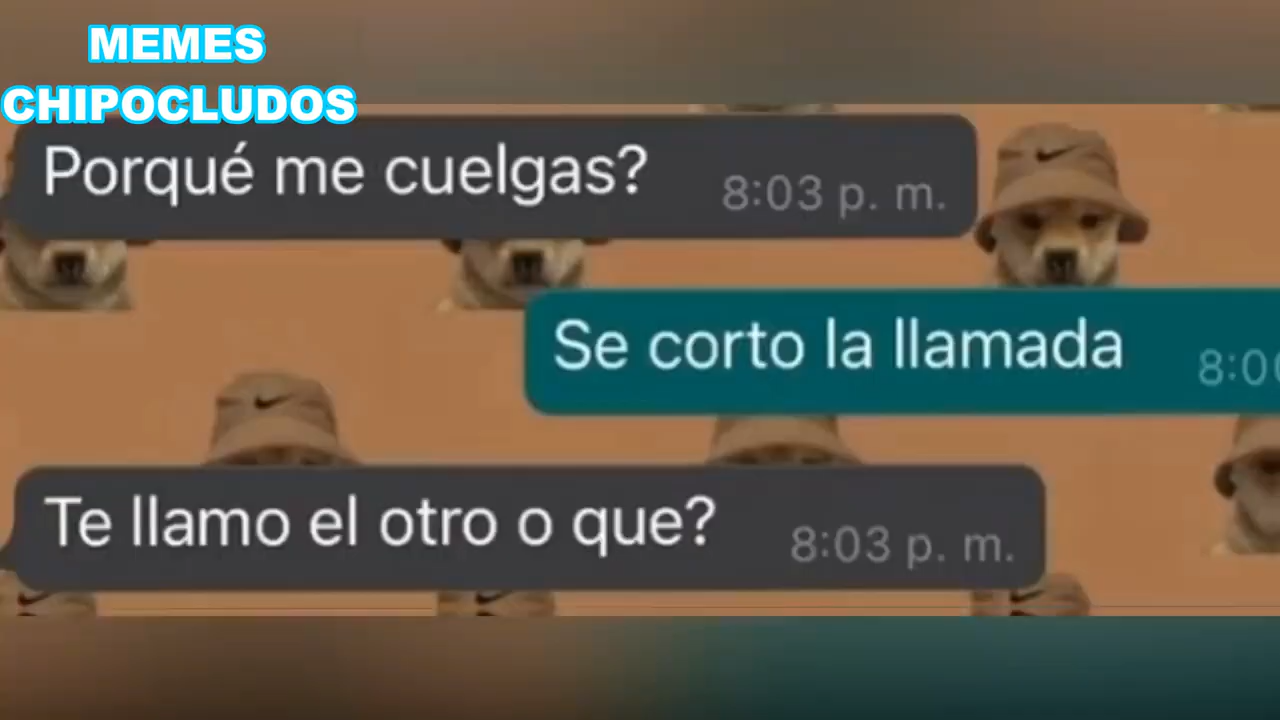 MEMES
CHIPOCLUDOS
Porqué me cuelgas?
8:03 p. m.
Se corto la llamada
Te llamo el otro o que?
8:03 p. m.